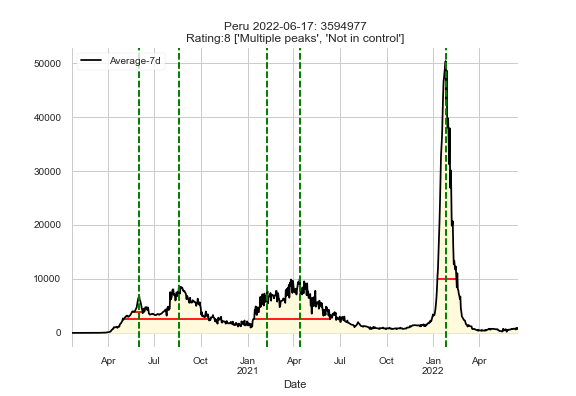 Peru 2022-06-17: 3594977
Rating:8 ['Multiple peaks', 'Not in control']
Average-7d
50000
40000
30000
20000
10000
0
Apr Jul Oct Jan Apr Jul Oct Jan Apr
2021 2022
Date